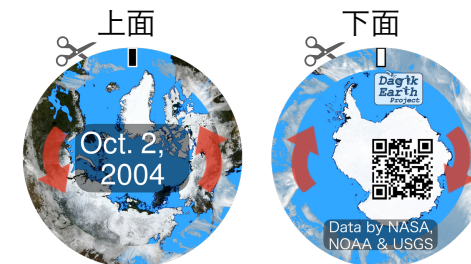 上面
下面
Oct. 2,
2004
Dagik
Earth
Project
Data by NASA,
NOAA & USGS